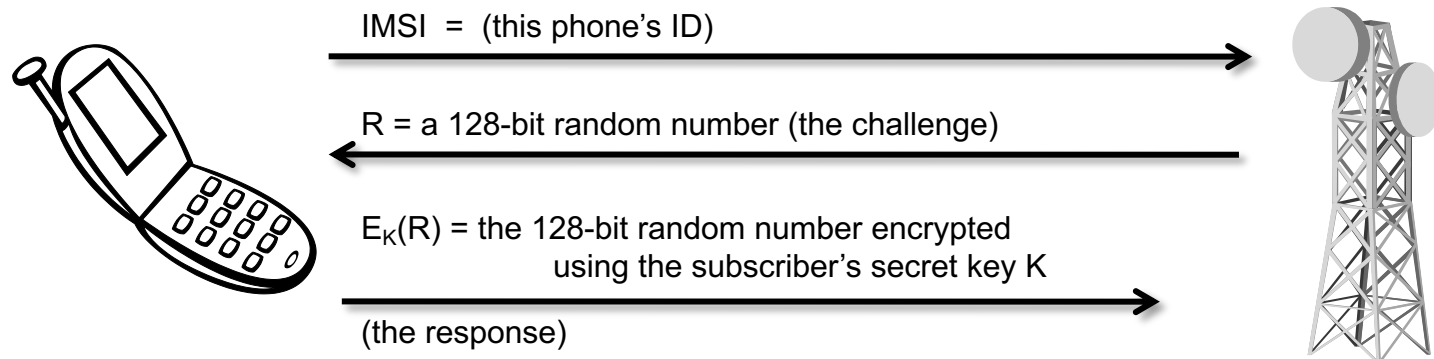 IMSI = (this phone’s ID)
R = a 128-bit random number (the challenge)
E_K(R) = the 128-bit random number encrypted
using the subscriber’s secret key K
(the response)